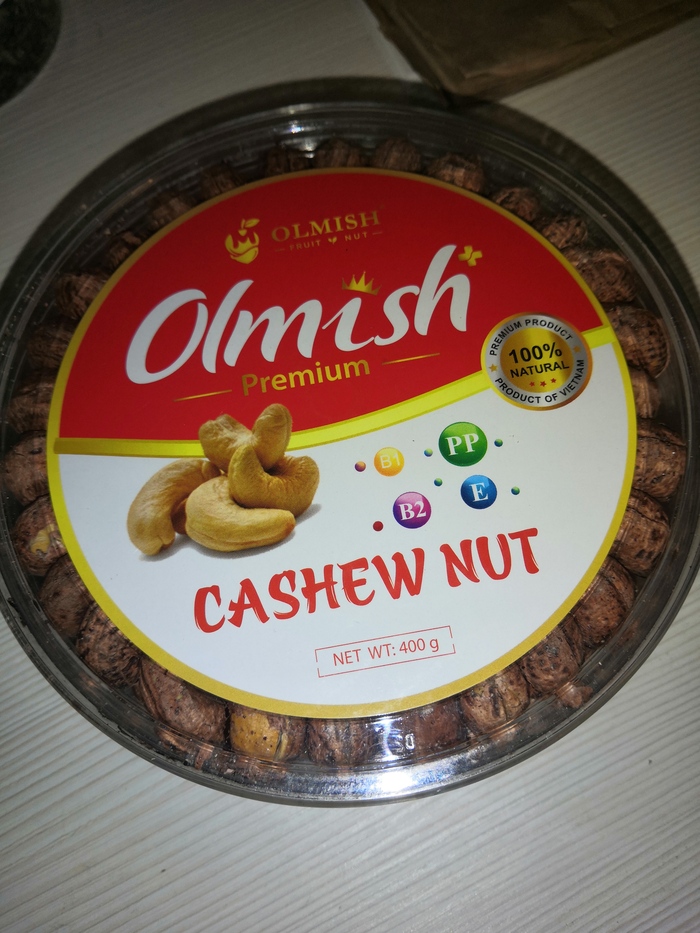 OLMISH
FRUIT NUT
Olmish
Premium
PREMIUM PRODUCT
100%
NATURAL
PRODUCT OF VIETNAM
B1
PP
B2
E
CASHEW NUT
NET WT: 400 g